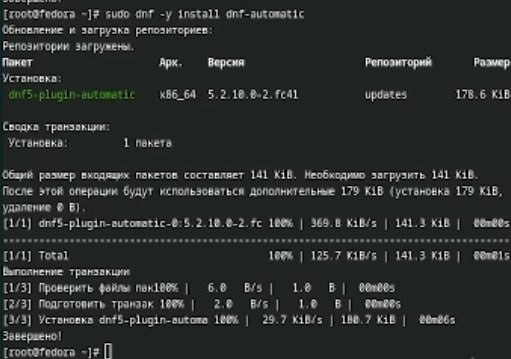 Завершено!
[root@fedora ~]# sudo dnf -y install dnf-automatic
Обновление и загрузка репозиториев:
Репозитории загружены.
Пакет Арх. Версия Репозиторий Размер
Установка:
dnf5-plugin-automatic x86_64 5.2.10.0-2.fc41 updates 178.6 KiB
Сводка транзакции:
Установка: 1 пакета
Общий размер входящих пакетов составляет 141 KiB. Необходимо загрузить 141 KiB.
После этой операции будут использоваться дополнительные 179 KiB (установка 179 KiB,
удаление 0 B).
[1/1] dnf5-plugin-automatic-0:5.2.10.0-2.fc 100% | 369.8 KiB/s | 141.3 KiB | 00m00s
[1/1] Total 100% | 125.7 KiB/s | 141.3 KiB | 00m01s
Выполнение транзакции
[1/3] Проверить файлы пак100% | 6.0 B/s | 1.0 B | 00m00s
[2/3] Подготовить транзак 100% | 2.0 B/s | 1.0 B | 00m00s
[3/3] Установка dnf5-plugin-automa 100% | 29.7 KiB/s | 180.7 KiB | 00m06s
Завершено!
[root@fedora ~]#